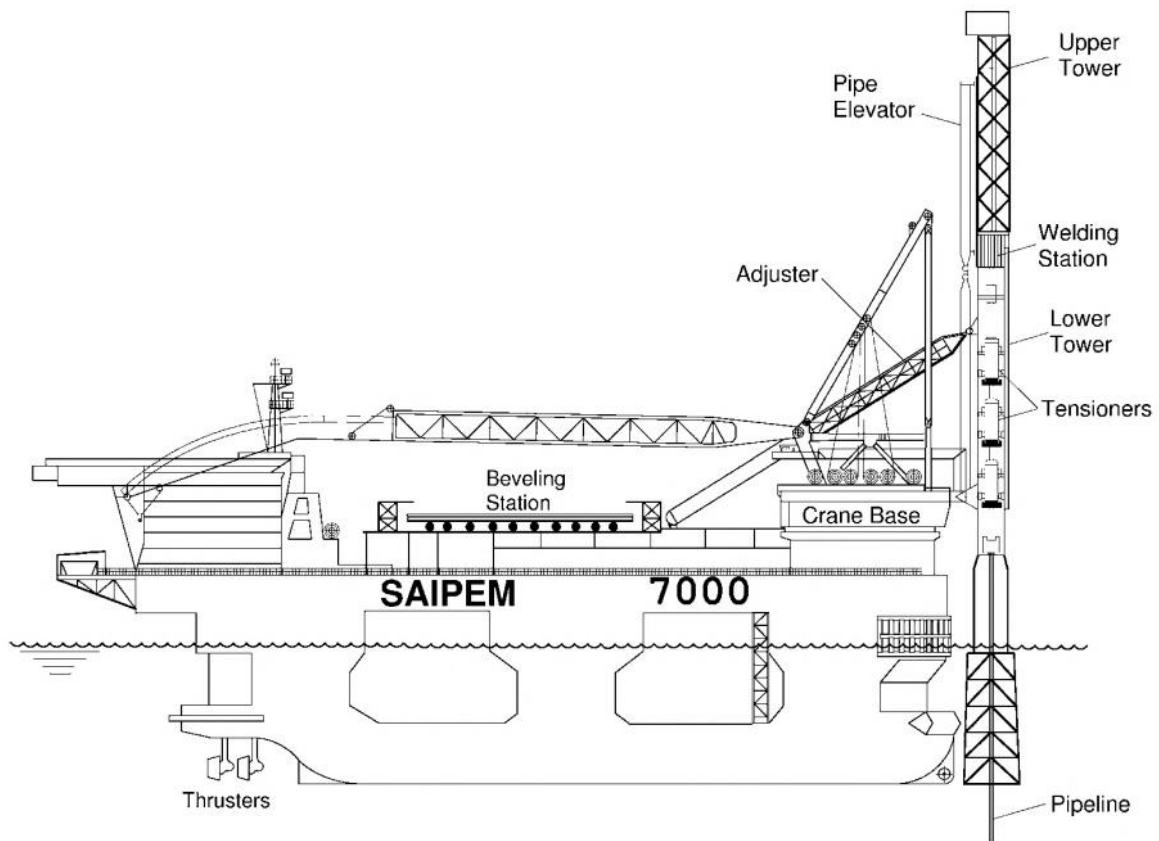 Upper
Tower
Pipe
Elevator
Welding
Station
Adjuster
Lower
Tower
Tensioners
Beveling
Station
Crane Base
SAIPEM 7000
Thrusters
Pipeline